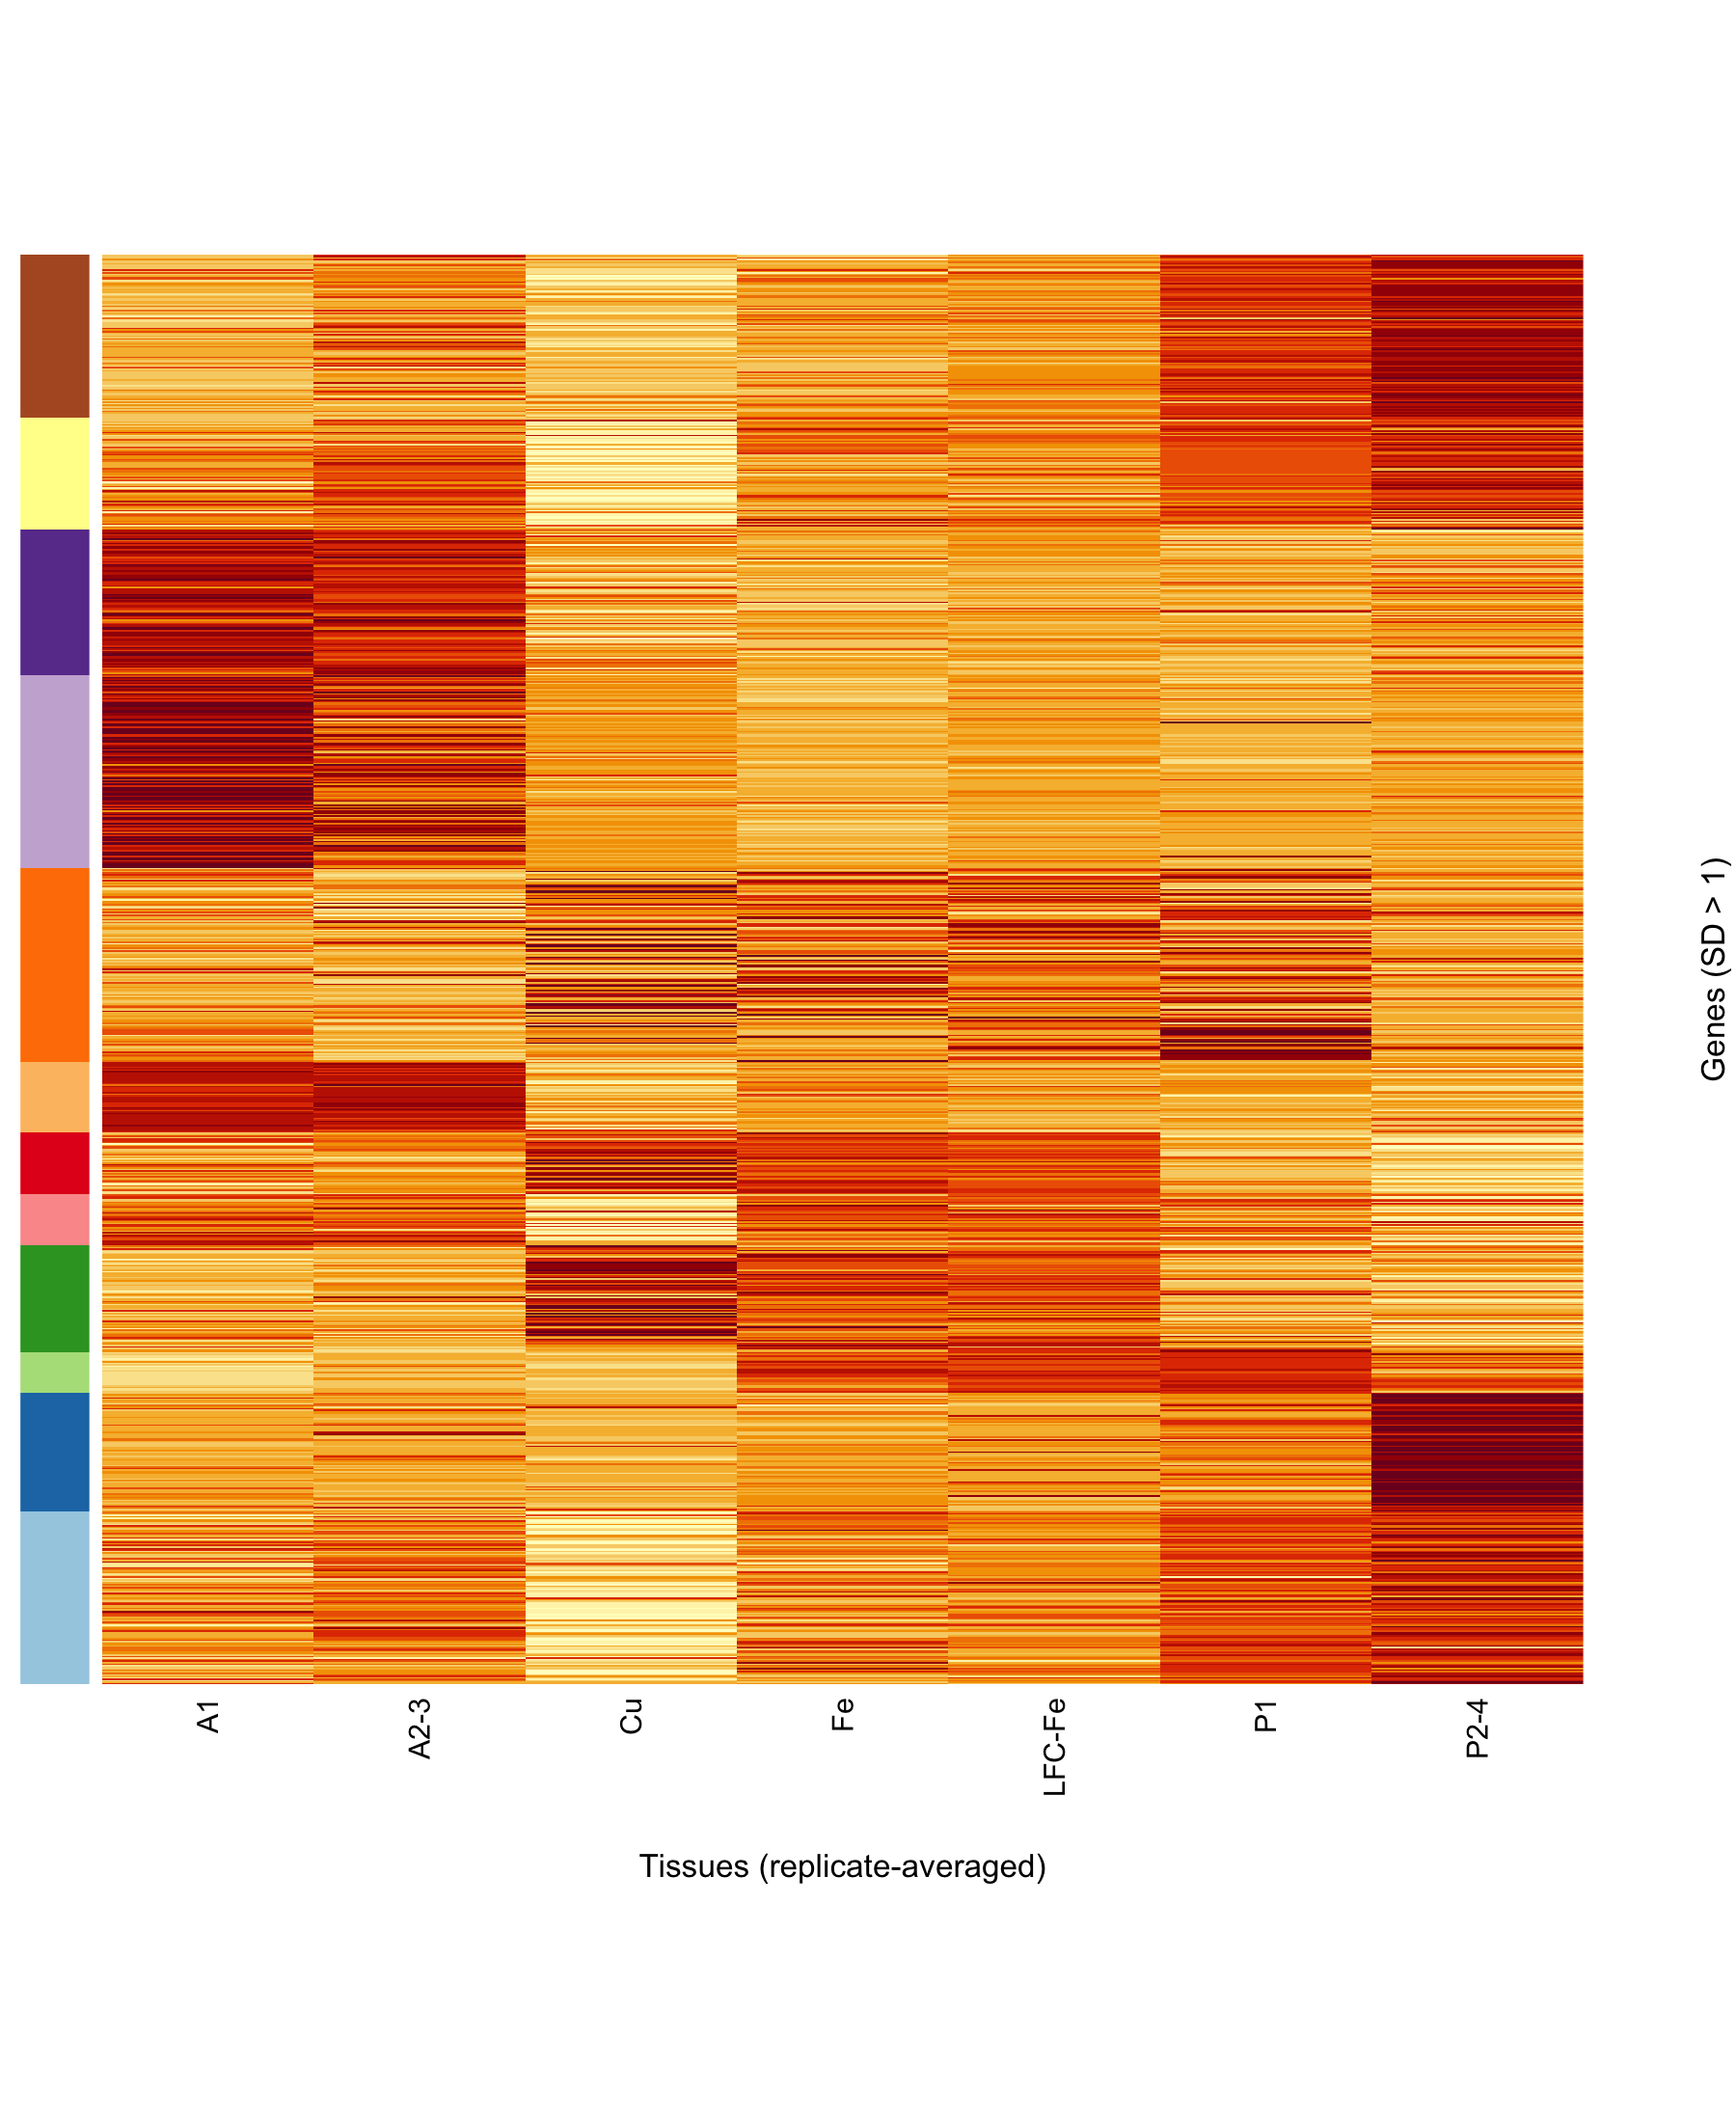 A1
A2-3
Cu
Fe
LFC-Fe
P1
P2-4
Tissues (replicate-averaged)
Genes (SD > 1)